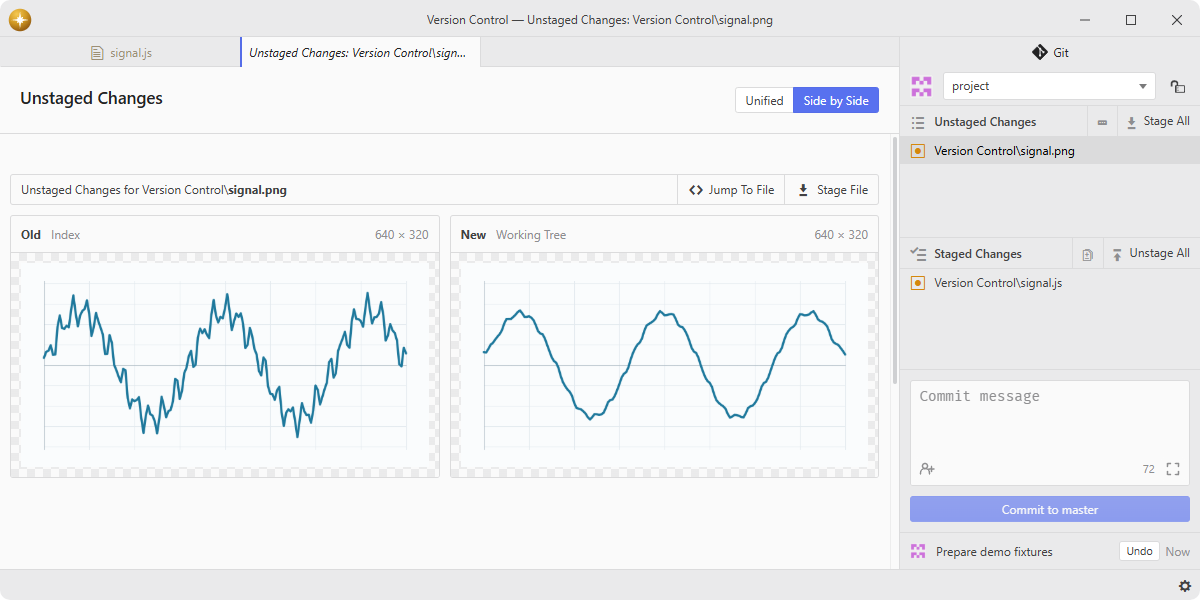 Version Control — Unstaged Changes: Version Control\signal.png
signal.js
Unstaged Changes: Version Control\sign...
Git
Unstaged Changes
Unified
Side by Side
project
Unstaged Changes
Stage All
Version Control\signal.png
Unstaged Changes for Version Control\signal.png
Jump To File
Stage File
Old Index 640 × 320
New Working Tree 640 × 320
Staged Changes
Unstage All
Version Control\signal.js
Commit message
72
Commit to master
Prepare demo fixtures
Undo
Now